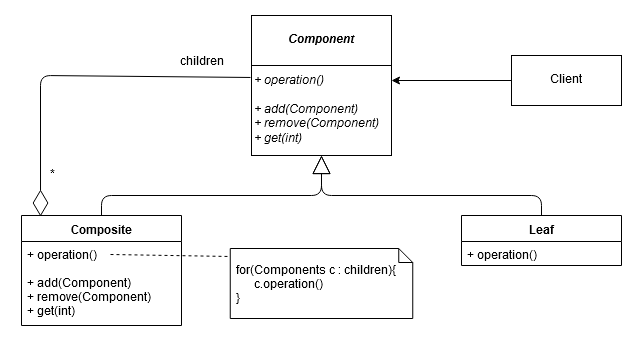 Component
children
+ operation()
Client
+ add(Component)
+ remove(Component)
+ get(int)
*
Composite
+ operation()
+ add(Component)
+ remove(Component)
+ get(int)
for(Components c : children){
c.operation()
}
Leaf
+ operation()